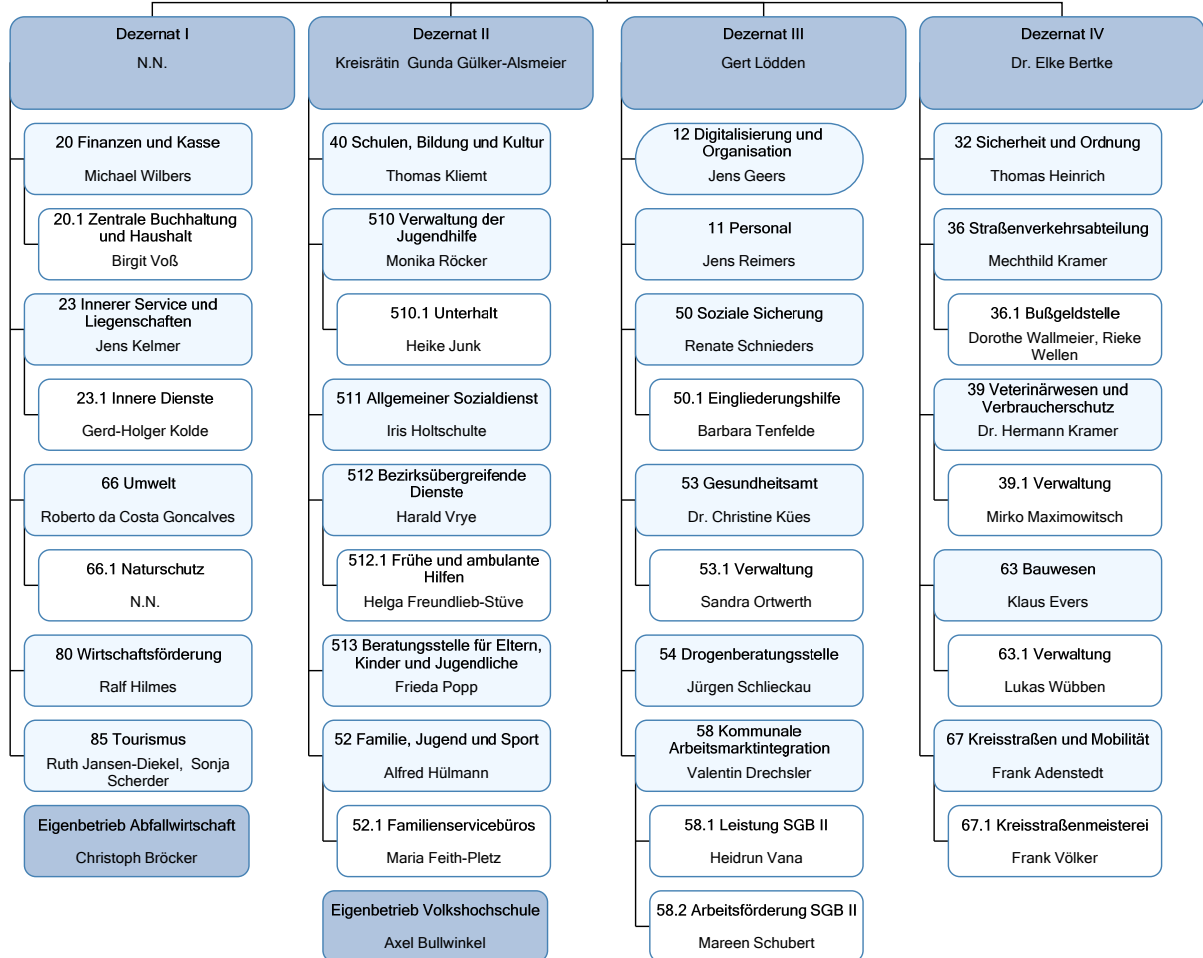 Dezernat I
N.N.
20 Finanzen und Kasse
Michael Wilbers
20.1 Zentrale Buchhaltung
und Haushalt
Birgit Voß
23 Innerer Service und
Liegenschaften
Jens Kelmer
23.1 Innere Dienste
Gerd-Holger Kolde
66 Umwelt
Roberto da Costa Goncalves
66.1 Naturschutz
N.N.
80 Wirtschaftsförderung
Ralf Hilmes
85 Tourismus
Ruth Jansen-Diekel, Sonja
Scherder
Eigenbetrieb Abfallwirtschaft
Christoph Bröcker
Dezernat II
Kreisrätin Gunda Gülker-Alsmeier
40 Schulen, Bildung und Kultur
Thomas Kliemt
510 Verwaltung der
Jugendhilfe
Monika Röcker
510.1 Unterhalt
Heike Junk
511 Allgemeiner Sozialdienst
Iris Holtschulte
512 Bezirksübergreifende
Dienste
Harald Vrye
512.1 Frühe und ambulante
Hilfen
Helga Freundlieb-Stüve
513 Beratungsstelle für Eltern,
Kinder und Jugendliche
Frieda Popp
52 Familie, Jugend und Sport
Alfred Hülmann
52.1 Familienservicebüros
Maria Feith-Pletz
Eigenbetrieb Volkshochschule
Axel Bullwinkel
Dezernat III
Gert Lödden
12 Digitalisierung und
Organisation
Jens Geers
11 Personal
Jens Reimers
50 Soziale Sicherung
Renate Schnieders
50.1 Eingliederungshilfe
Barbara Tenfelde
53 Gesundheitsamt
Dr. Christine Kües
53.1 Verwaltung
Sandra Ortwerth
54 Drogenberatungsstelle
Jürgen Schlieckau
58 Kommunale
Arbeitsmarktintegration
Valentin Drechsler
58.1 Leistung SGB II
Heidrun Vana
58.2 Arbeitsförderung SGB II
Mareen Schubert
Dezernat IV
Dr. Elke Bertke
32 Sicherheit und Ordnung
Thomas Heinrich
36 Straßenverkehrsabteilung
Mechthild Kramer
36.1 Bußgeldstelle
Dorothe Wallmeier, Rieke
Wellen
39 Veterinärwesen und
Verbraucherschutz
Dr. Hermann Kramer
39.1 Verwaltung
Mirko Maximowitsch
63 Bauwesen
Klaus Evers
63.1 Verwaltung
Lukas Wübben
67 Kreisstraßen und Mobilität
Frank Adenstedt
67.1 Kreisstraßenmeisterei
Frank Völker